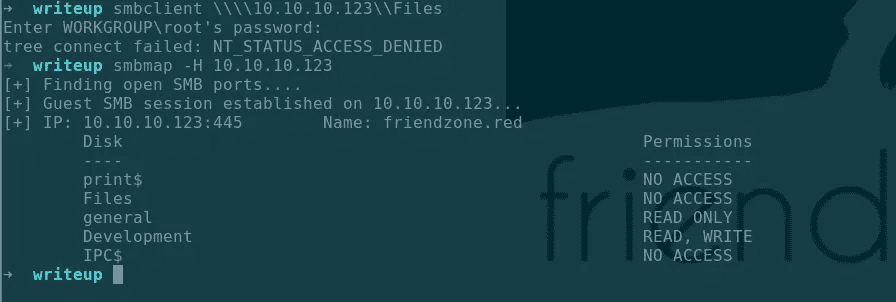 → writeup smbclient \\\\10.10.10.123\\Files
Enter WORKGROUP\root's password:
tree connect failed: NT_STATUS_ACCESS_DENIED
→ writeup smbmap -H 10.10.10.123
[+] Finding open SMB ports....
[+] Guest SMB session established on 10.10.10.123...
[+] IP: 10.10.10.123:445 Name: friendzone.red
Disk Permissions
---- -----------
print$ NO ACCESS
Files NO ACCESS
general READ ONLY
Development READ, WRITE
IPC$ NO ACCESS
→ writeup
friend